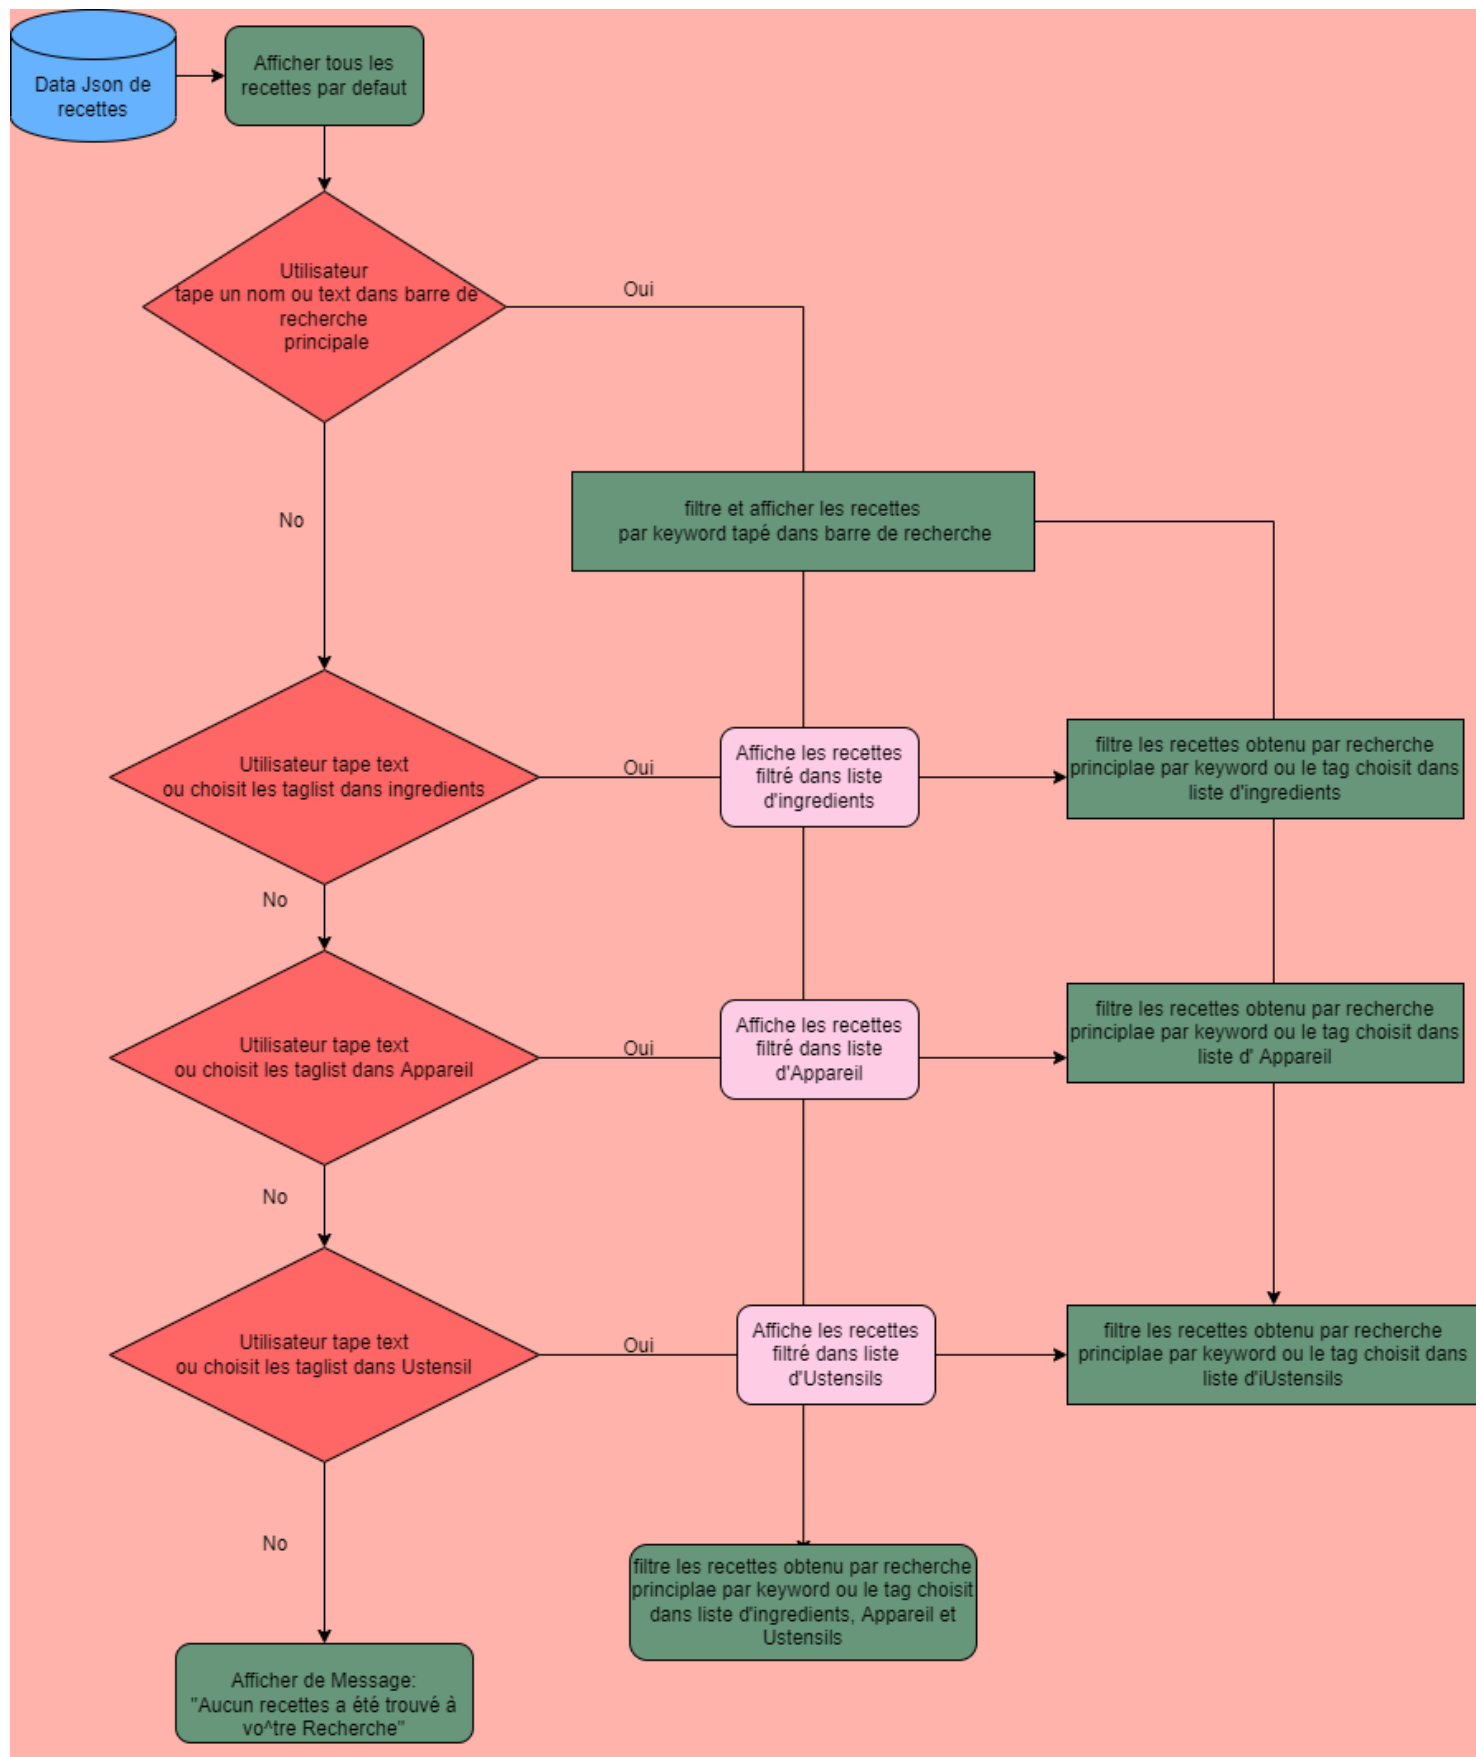 Data Json de
recettes
Afficher tous les
recettes par defaut
Utilisateur
tape un nom ou text dans barre de
recherche
principale
Oui
filtre et afficher les recettes
par keyword tapé dans barre de recherche
No
Utilisateur tape text
ou choisit les taglist dans ingredients
Oui
Affiche les recettes
filtré dans liste
d'ingredients
filtre les recettes obtenu par recherche
principlae par keyword ou le tag choisit dans
liste d'ingredients
No
Utilisateur tape text
ou choisit les taglist dans Appareil
Oui
Affiche les recettes
filtré dans liste
d'Appareil
filtre les recettes obtenu par recherche
principlae par keyword ou le tag choisit dans
liste d' Appareil
No
Utilisateur tape text
ou choisit les taglist dans Ustensil
Oui
Affiche les recettes
filtré dans liste
d'Ustensils
filtre les recettes obtenu par recherche
principlae par keyword ou le tag choisit dans
liste d'iUstensils
No
filtre les recettes obtenu par recherche
principlae par keyword ou le tag choisit
dans liste d'ingredients, Appareil et
Ustensils
Afficher de Message:
"Aucun recettes a été trouvé à
vo^tre Recherche"